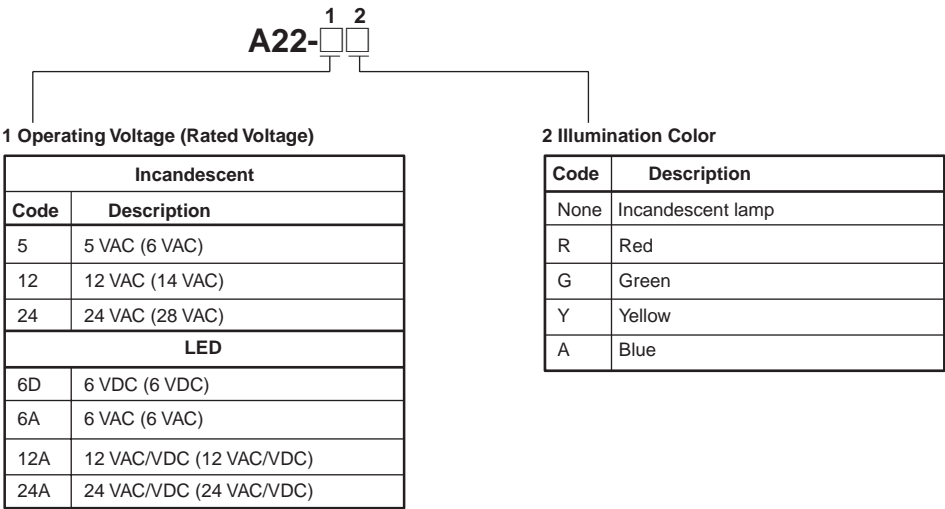 1 2
A22-□□
1 Operating Voltage (Rated Voltage)
Incandescent
Code Description
5 5 VAC (6 VAC)
12 12 VAC (14 VAC)
24 24 VAC (28 VAC)
LED
6D 6 VDC (6 VDC)
6A 6 VAC (6 VAC)
12A 12 VAC/VDC (12 VAC/VDC)
24A 24 VAC/VDC (24 VAC/VDC)
2 Illumination Color
Code Description
None Incandescent lamp
R Red
G Green
Y Yellow
A Blue